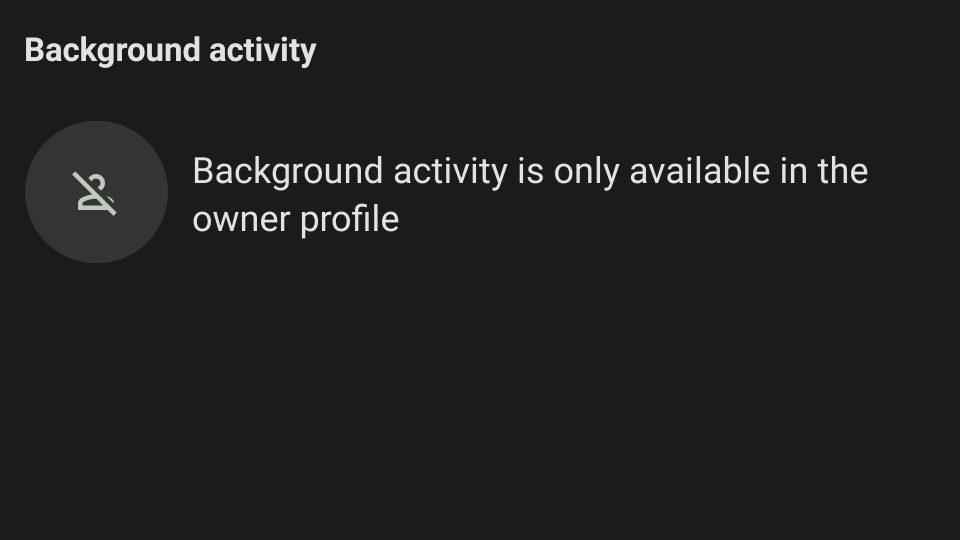 Background activity
Background activity is only available in the
owner profile